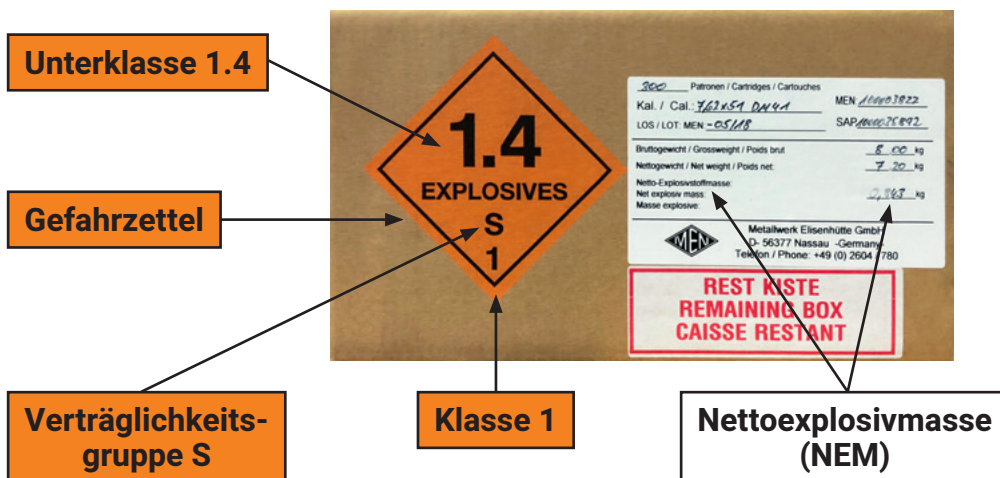 Unterklasse 1.4
Gefahrzettel
Verträglichkeits-
gruppe S
Klasse 1
Nettoexplosivmasse
(NEM)
1.4
EXPLOSIVES
S
1
300 Patronen / Cartridges / Cartouches
Kal. / Cal.: 7,62x51 DM41
LOS / LOT: MEN -05/18
MEN:
SAP
Bruttogewicht / Grossweight / Poids brut 8,00 kg
Nettogewicht / Net weight / Poids net: 7,20 kg
Netto-Explosivstoffmasse:
Net explosiv mass: kg
Masse explosive:
MEN
Metallwerk Elisenhütte GmbH
D- 56377 Nassau -Germany-
Telefon / Phone: +49 (0) 2604 / 780
REST KISTE
REMAINING BOX
CAISSE RESTANT